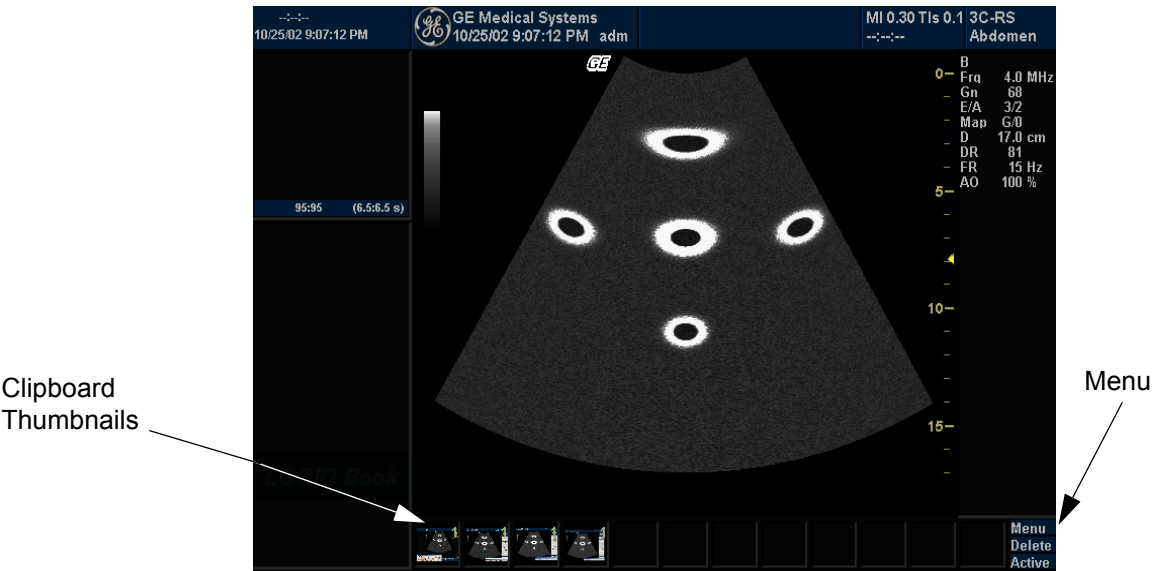 --:--:--
10/25/02 9:07:12 PM
GE Medical Systems
10/25/02 9:07:12 PM adm
MI 0.30 TIs 0.1
--:--:--
3C-RS
Abdomen
GE
B
Frq 4.0 MHz
Gn 68
E/A 3/2
Map G/0
D 17.0 cm
DR 81
FR 15 Hz
AO 100 %
0
5
10
15
95:95 (6.5:6.5 s)
Clipboard
Thumbnails
Menu
LOGIQ Book
Menu
Delete
Active